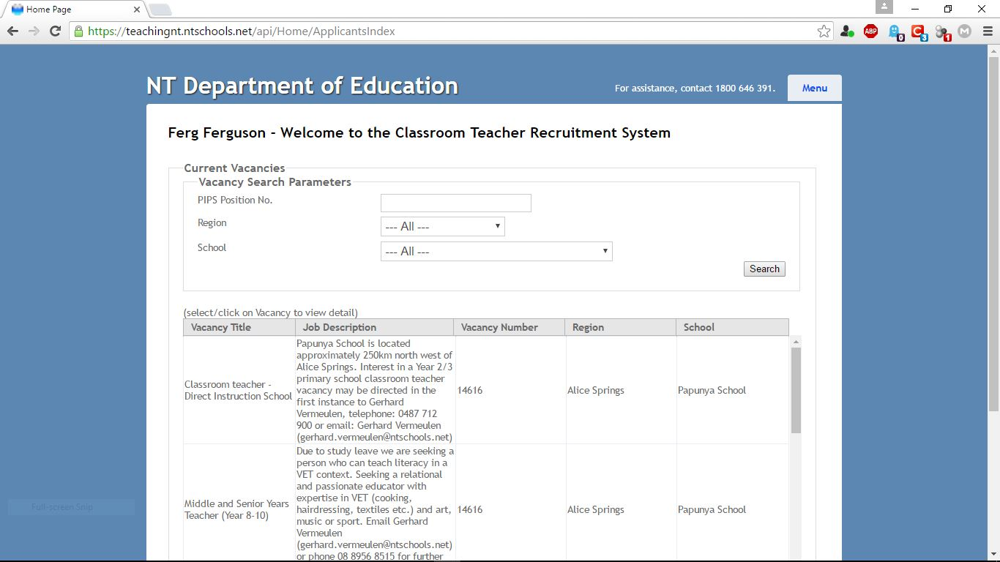 Home Page
https://teachingnt.ntschools.net/api/Home/ApplicantsIndex
ABP
0
3
1
M
NT Department of Education
For assistance, contact 1800 646 391.
Menu
Ferg Ferguson - Welcome to the Classroom Teacher Recruitment System
Current Vacancies
Vacancy Search Parameters
PIPS Position No.
Region
--- All ---
School
--- All ---
Search
(select/click on Vacancy to view detail)
Vacancy Title Job Description Vacancy Number Region School
Classroom teacher -
Direct Instruction School
Papunya School is located
approximately 250km north west of
Alice Springs. Interest in a Year 2/3
primary school classroom teacher
vacancy may be directed in the
first instance to Gerhard
Vermeulen, telephone: 0487 712
900 or email: Gerhard Vermeulen
(gerhard.vermeulen@ntschools.net)
14616
Alice Springs
Papunya School
Middle and Senior Years
Teacher (Year 8-10)
Due to study leave we are seeking a
person who can teach literacy in a
VET context. Seeking a relational
and passionate educator with
expertise in VET (cooking,
hairdressing, textiles etc.) and art,
music or sport. Email Gerhard
Vermeulen
(gerhard.vermeulen@ntschools.net)
or phone 08 8956 8515 for further
14616
Alice Springs
Papunya School
Full-screen Snip